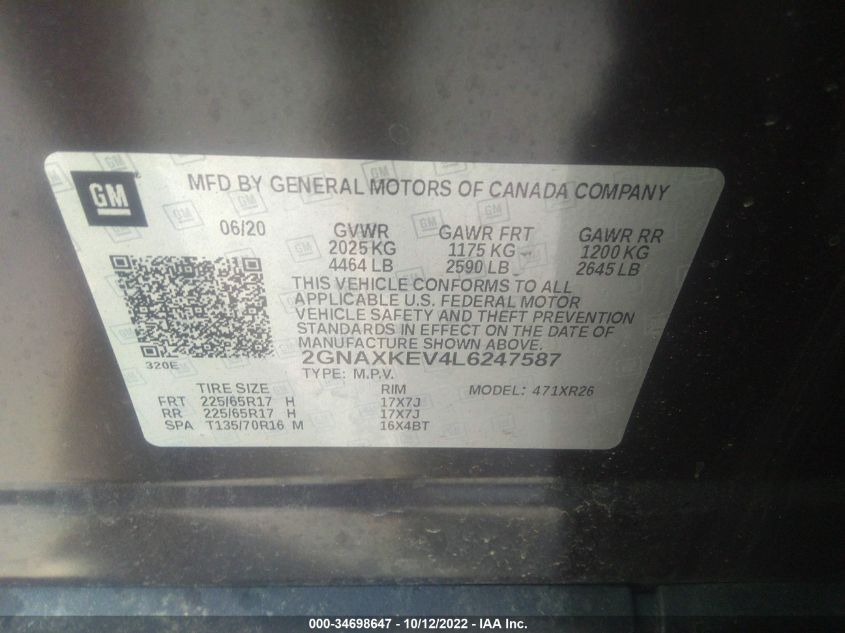 GM
MFD BY GENERAL MOTORS OF CANADA COMPANY
06/20 GVWR GAWR FRT GAWR RR
2025 KG 1175 KG 1200 KG
4464 LB 2590 LB 2645 LB
THIS VEHICLE CONFORMS TO ALL
APPLICABLE U.S. FEDERAL MOTOR
VEHICLE SAFETY AND THEFT PREVENTION
STANDARDS IN EFFECT ON THE DATE OF
MANUFACTURE SHOWN ABOVE.
320E 2GNAXKEV4L6247587
TYPE: M.P.V.
TIRE SIZE RIM MODEL: 471XR26
FRT 225/65R17 H 17X7J
RR 225/65R17 H 17X7J
SPA T135/70R16 M 16X4BT
000-34698647 - 10/12/2022 - IAA Inc.